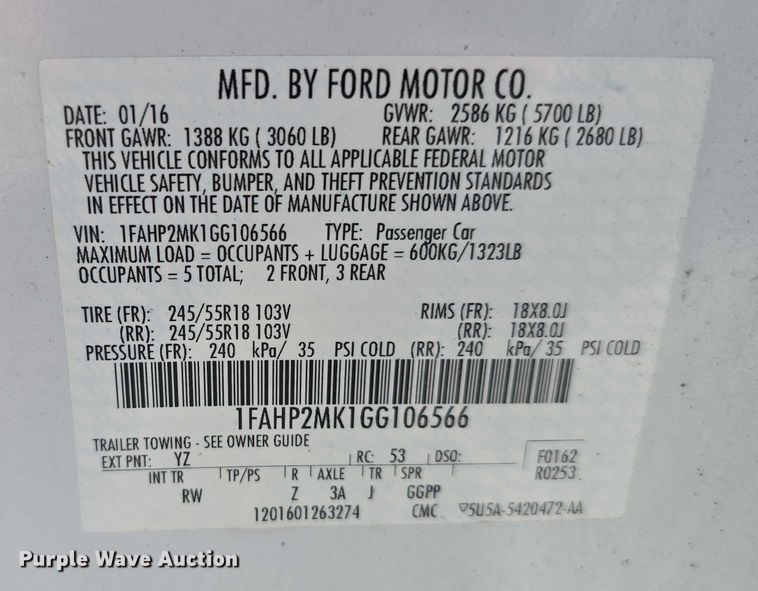 MFD. BY FORD MOTOR CO.
DATE: 01/16 GVWR: 2586 KG ( 5700 LB)
FRONT GAWR: 1388 KG ( 3060 LB) REAR GAWR: 1216 KG ( 2680 LB)
THIS VEHICLE CONFORMS TO ALL APPLICABLE FEDERAL MOTOR
VEHICLE SAFETY, BUMPER, AND THEFT PREVENTION STANDARDS
IN EFFECT ON THE DATE OF MANUFACTURE SHOWN ABOVE.
VIN: 1FAHP2MK1GG106566 TYPE: Passenger Car
MAXIMUM LOAD = OCCUPANTS + LUGGAGE = 600KG/1323LB
OCCUPANTS = 5 TOTAL; 2 FRONT, 3 REAR
TIRE (FR): 245/55R18 103V RIMS (FR): 18X8.0J
(RR): 245/55R18 103V (RR): 18X8.0J
PRESSURE (FR): 240 kPa/ 35 PSI COLD (RR): 240 kPa/ 35 PSI COLD
1FAHP2MK1GG106566
TRAILER TOWING - SEE OWNER GUIDE
EXT PNT: YZ RC: 53 DSO: F0162
INT TR TP/PS R AXLE TR SPR R0253
RW Z 3A J GGPP
1201601263274 CMC ▽5U5A-5420472-AA
Purple Wave Auction